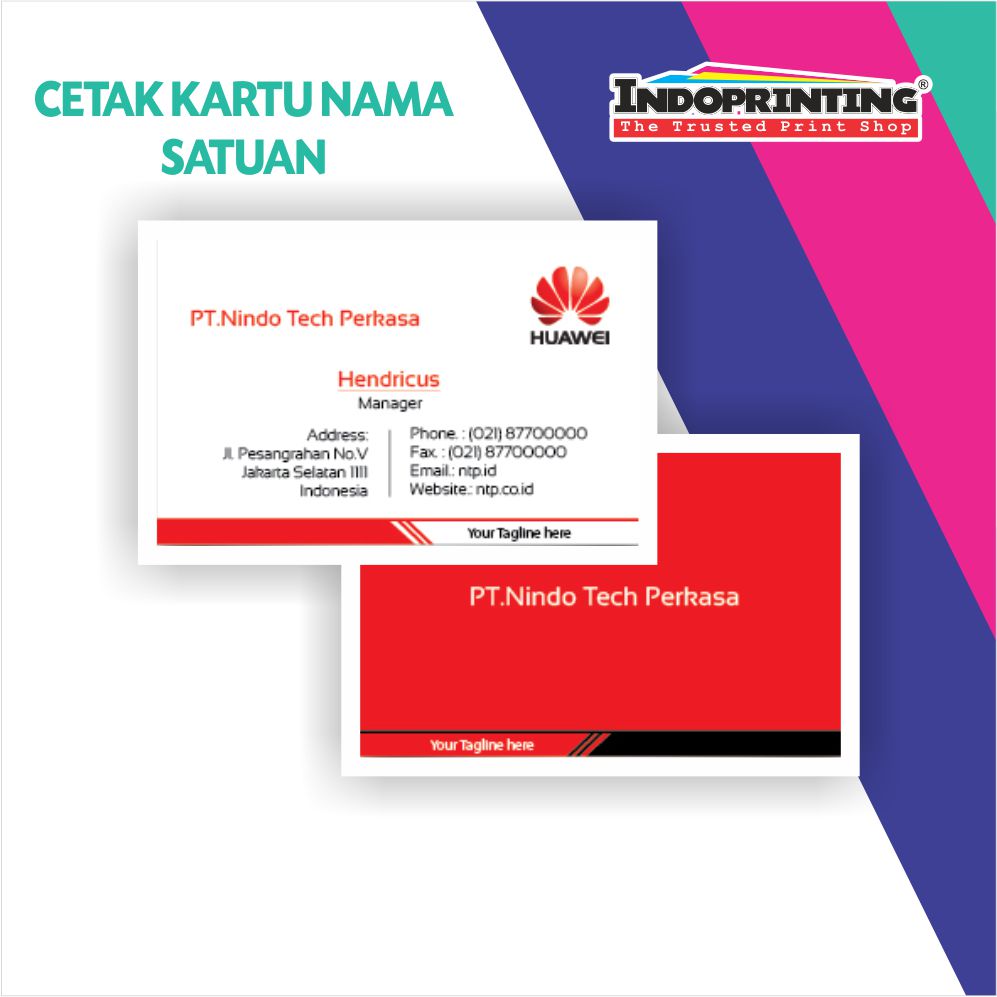 CETAK KARTU NAMA
SATUAN
INDOPRINTING®
The Trusted Print Shop
PT.Nindo Tech Perkasa
HUAWEI
Hendricus
Manager
Address:
Jl. Pesangrahan No.V
Jakarta Selatan 1111
Indonesia
Phone. : (021) 87700000
Fax. : (021) 87700000
Email.: ntp.id
Website.: ntp.co.id
Your Tagline here
PT.Nindo Tech Perkasa
Your Tagline here